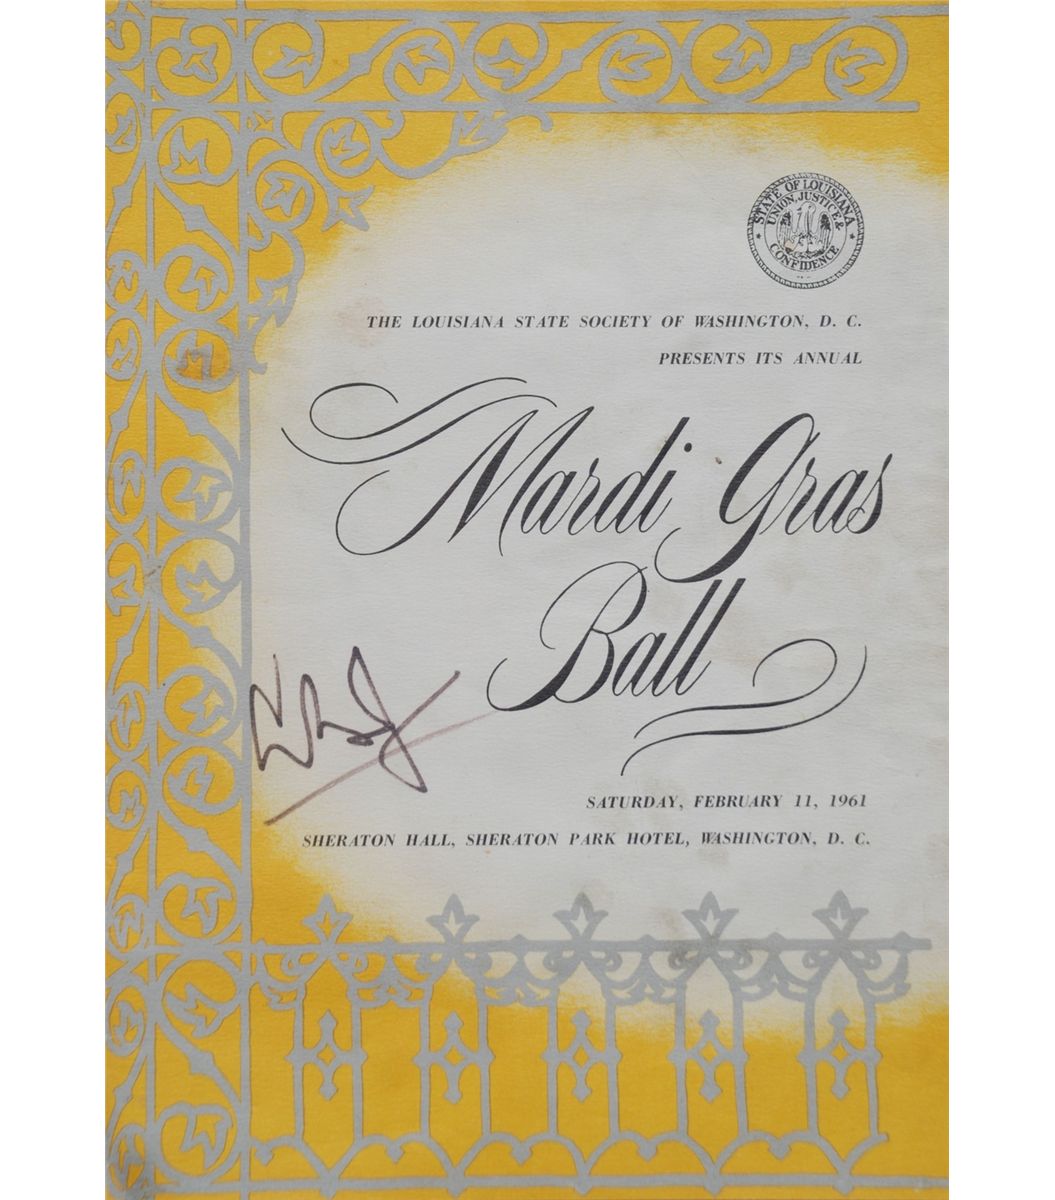 STATE OF LOUISIANA
UNION, JUSTICE &
CONFIDENCE
THE LOUISIANA STATE SOCIETY OF WASHINGTON, D. C.
PRESENTS ITS ANNUAL
Mardi Gras
Ball
SATURDAY, FEBRUARY 11, 1961
SHERATON HALL, SHERATON PARK HOTEL, WASHINGTON, D. C.